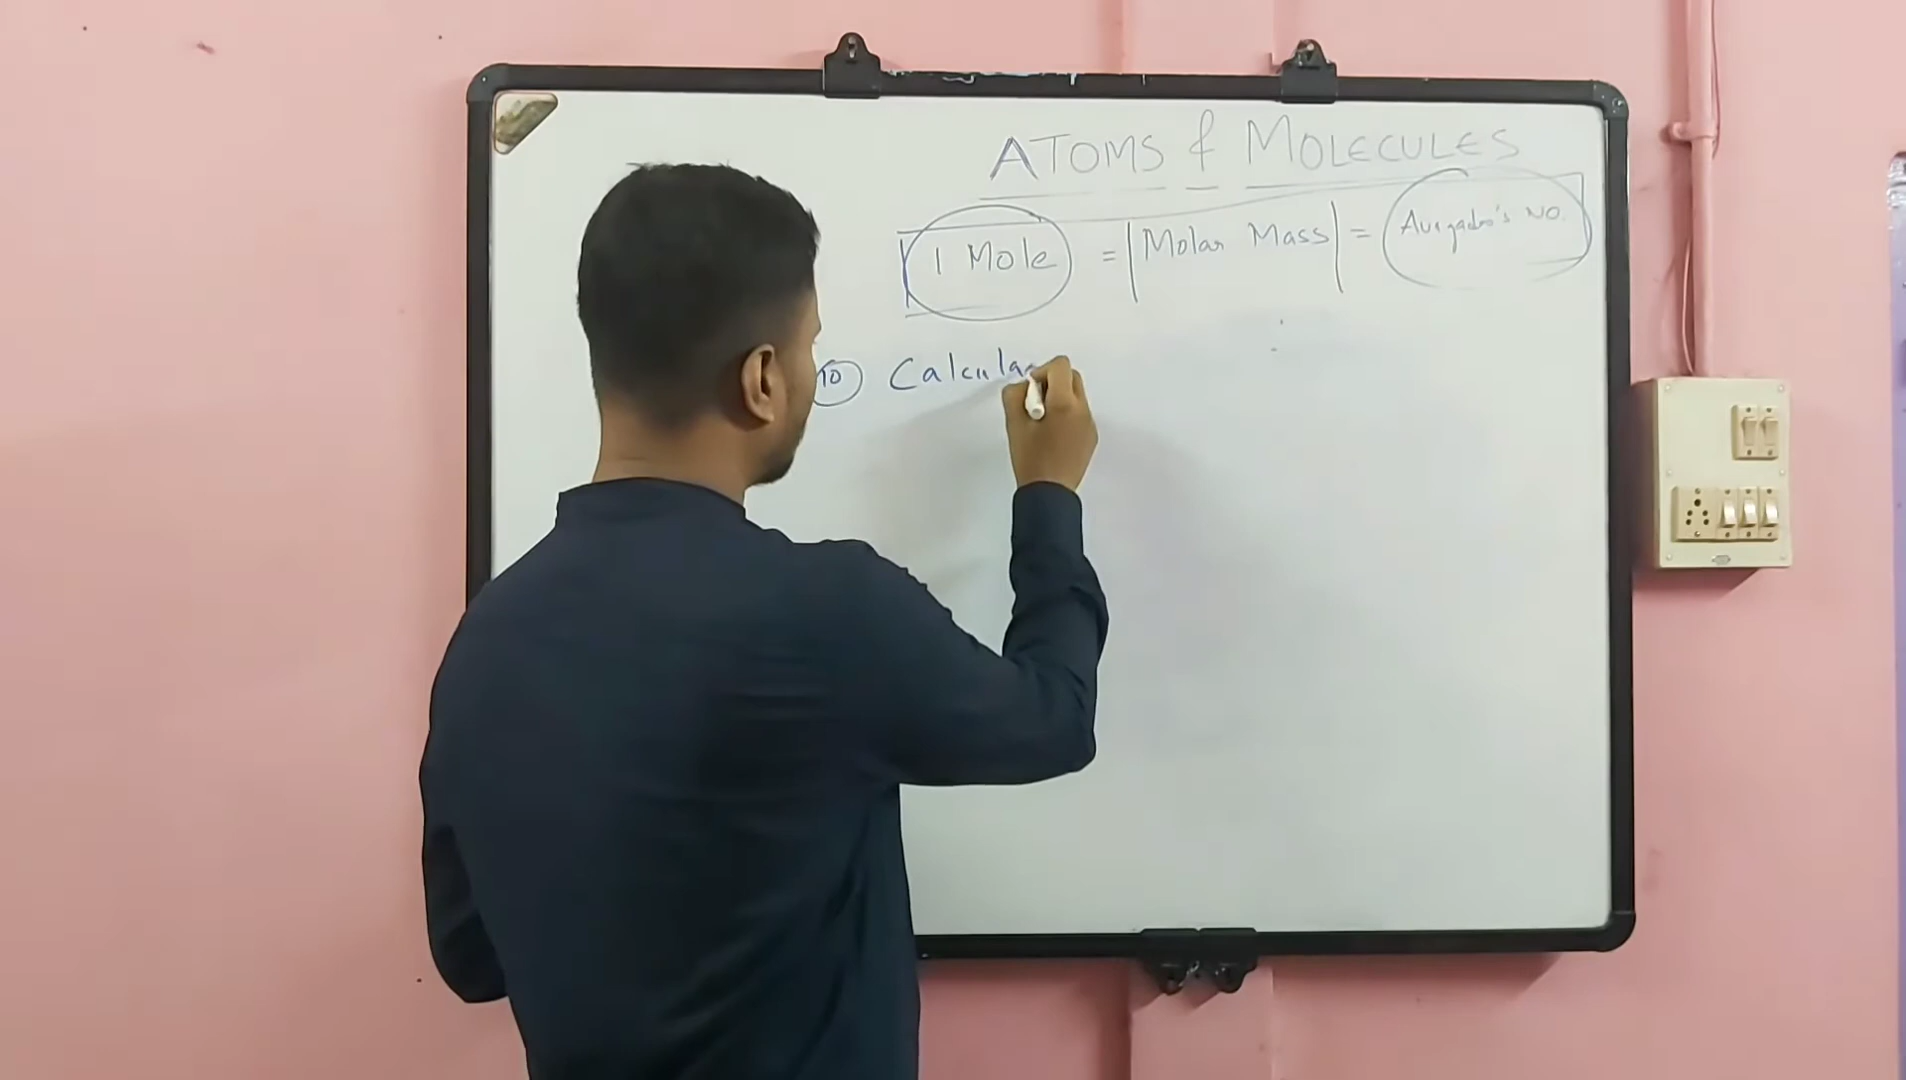 ATOMS & MOLECULES
1 Mole = |Molar Mass| = Avogadro's NO.
10 Calcula